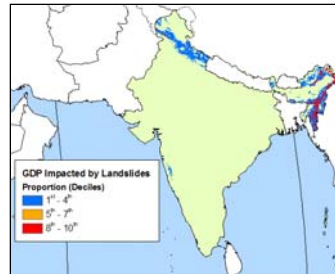 GDP Impacted by Landslides
Proportion (Deciles)
1st - 4th
5th - 7th
8th - 10th